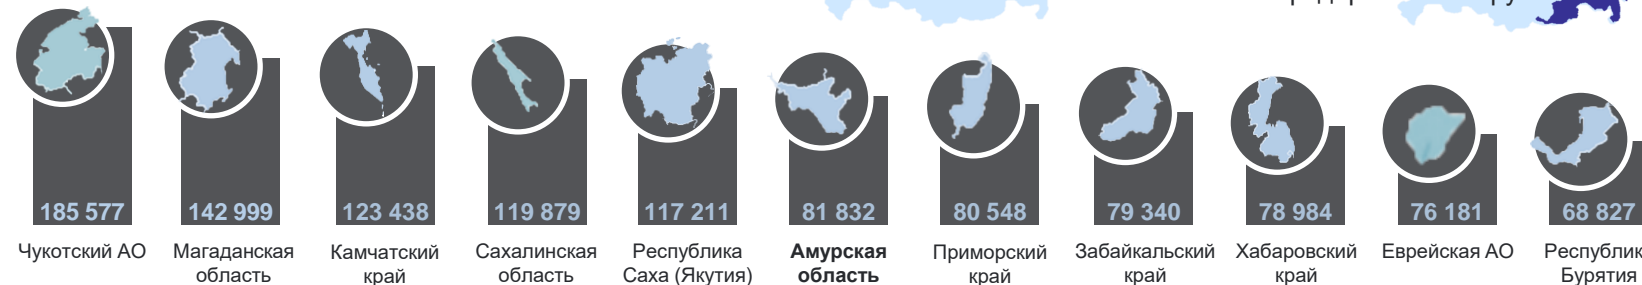 185 577
142 999
123 438
119 879
117 211
81 832
80 548
79 340
78 984
76 181
68 827
Чукотский АО
Магаданская
область
Камчатский
край
Сахалинская
область
Республика
Саха (Якутия)
Амурская
область
Приморский
край
Забайкальский
край
Хабаровский
край
Еврейская АО
Республик
Бурятия